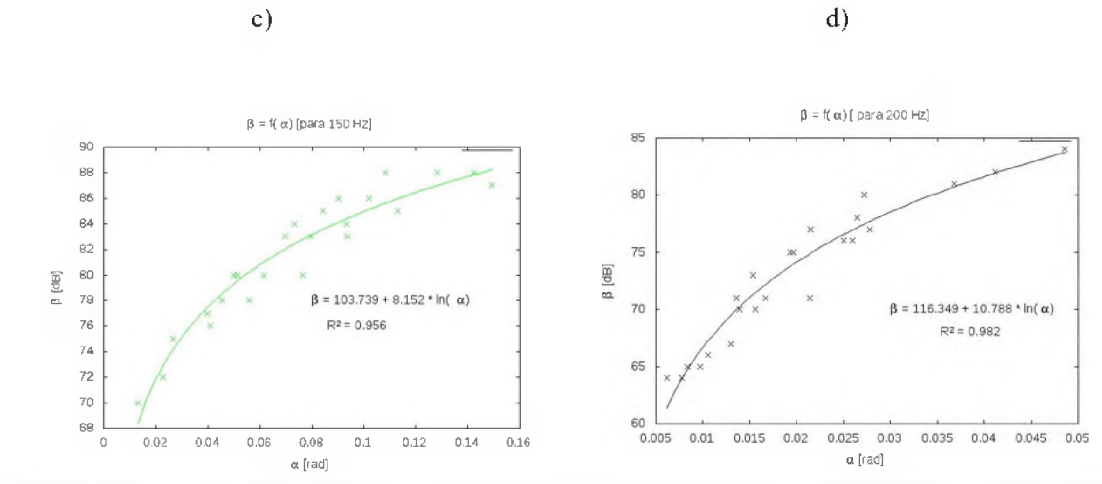 c)
d)
β = f( α) [para 150 Hz]
90
88
86
84
82
80
78
76
74
72
70
68
β [dB]
β = 103.739 + 8.152 * ln( α)
R² = 0.956
0 0.02 0.04 0.06 0.08 0.1 0.12 0.14 0.16
α [rad]
β = f( α) [ para 200 Hz]
85
80
75
70
65
60
β [dB]
β = 116.349 + 10.788 * ln( α)
R² = 0.982
0.005 0.01 0.015 0.02 0.025 0.03 0.035 0.04 0.045 0.05
α [rad]